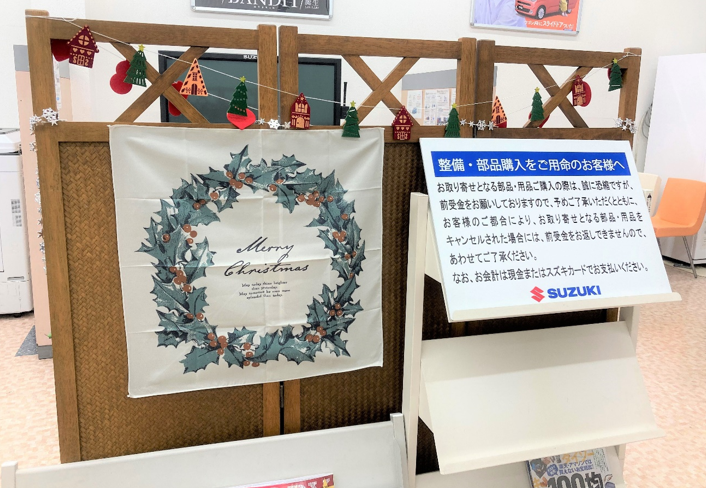 BANDIT
整備・部品購入をご用命のお客様へ
お取り寄せとなる部品・用品ご購入の際は、誠に恐縮ですが、
前受金をお願いしておりますので、予めご了承いただくとともに、
お客様のご都合により、お取り寄せとなる部品・用品を
キャンセルされた場合には、前受金をお返しできませんので、
あわせてご了承ください。
なお、お会計は現金またはスズキカードでお支払いください。
SUZUKI
Merry
Christmas
100均